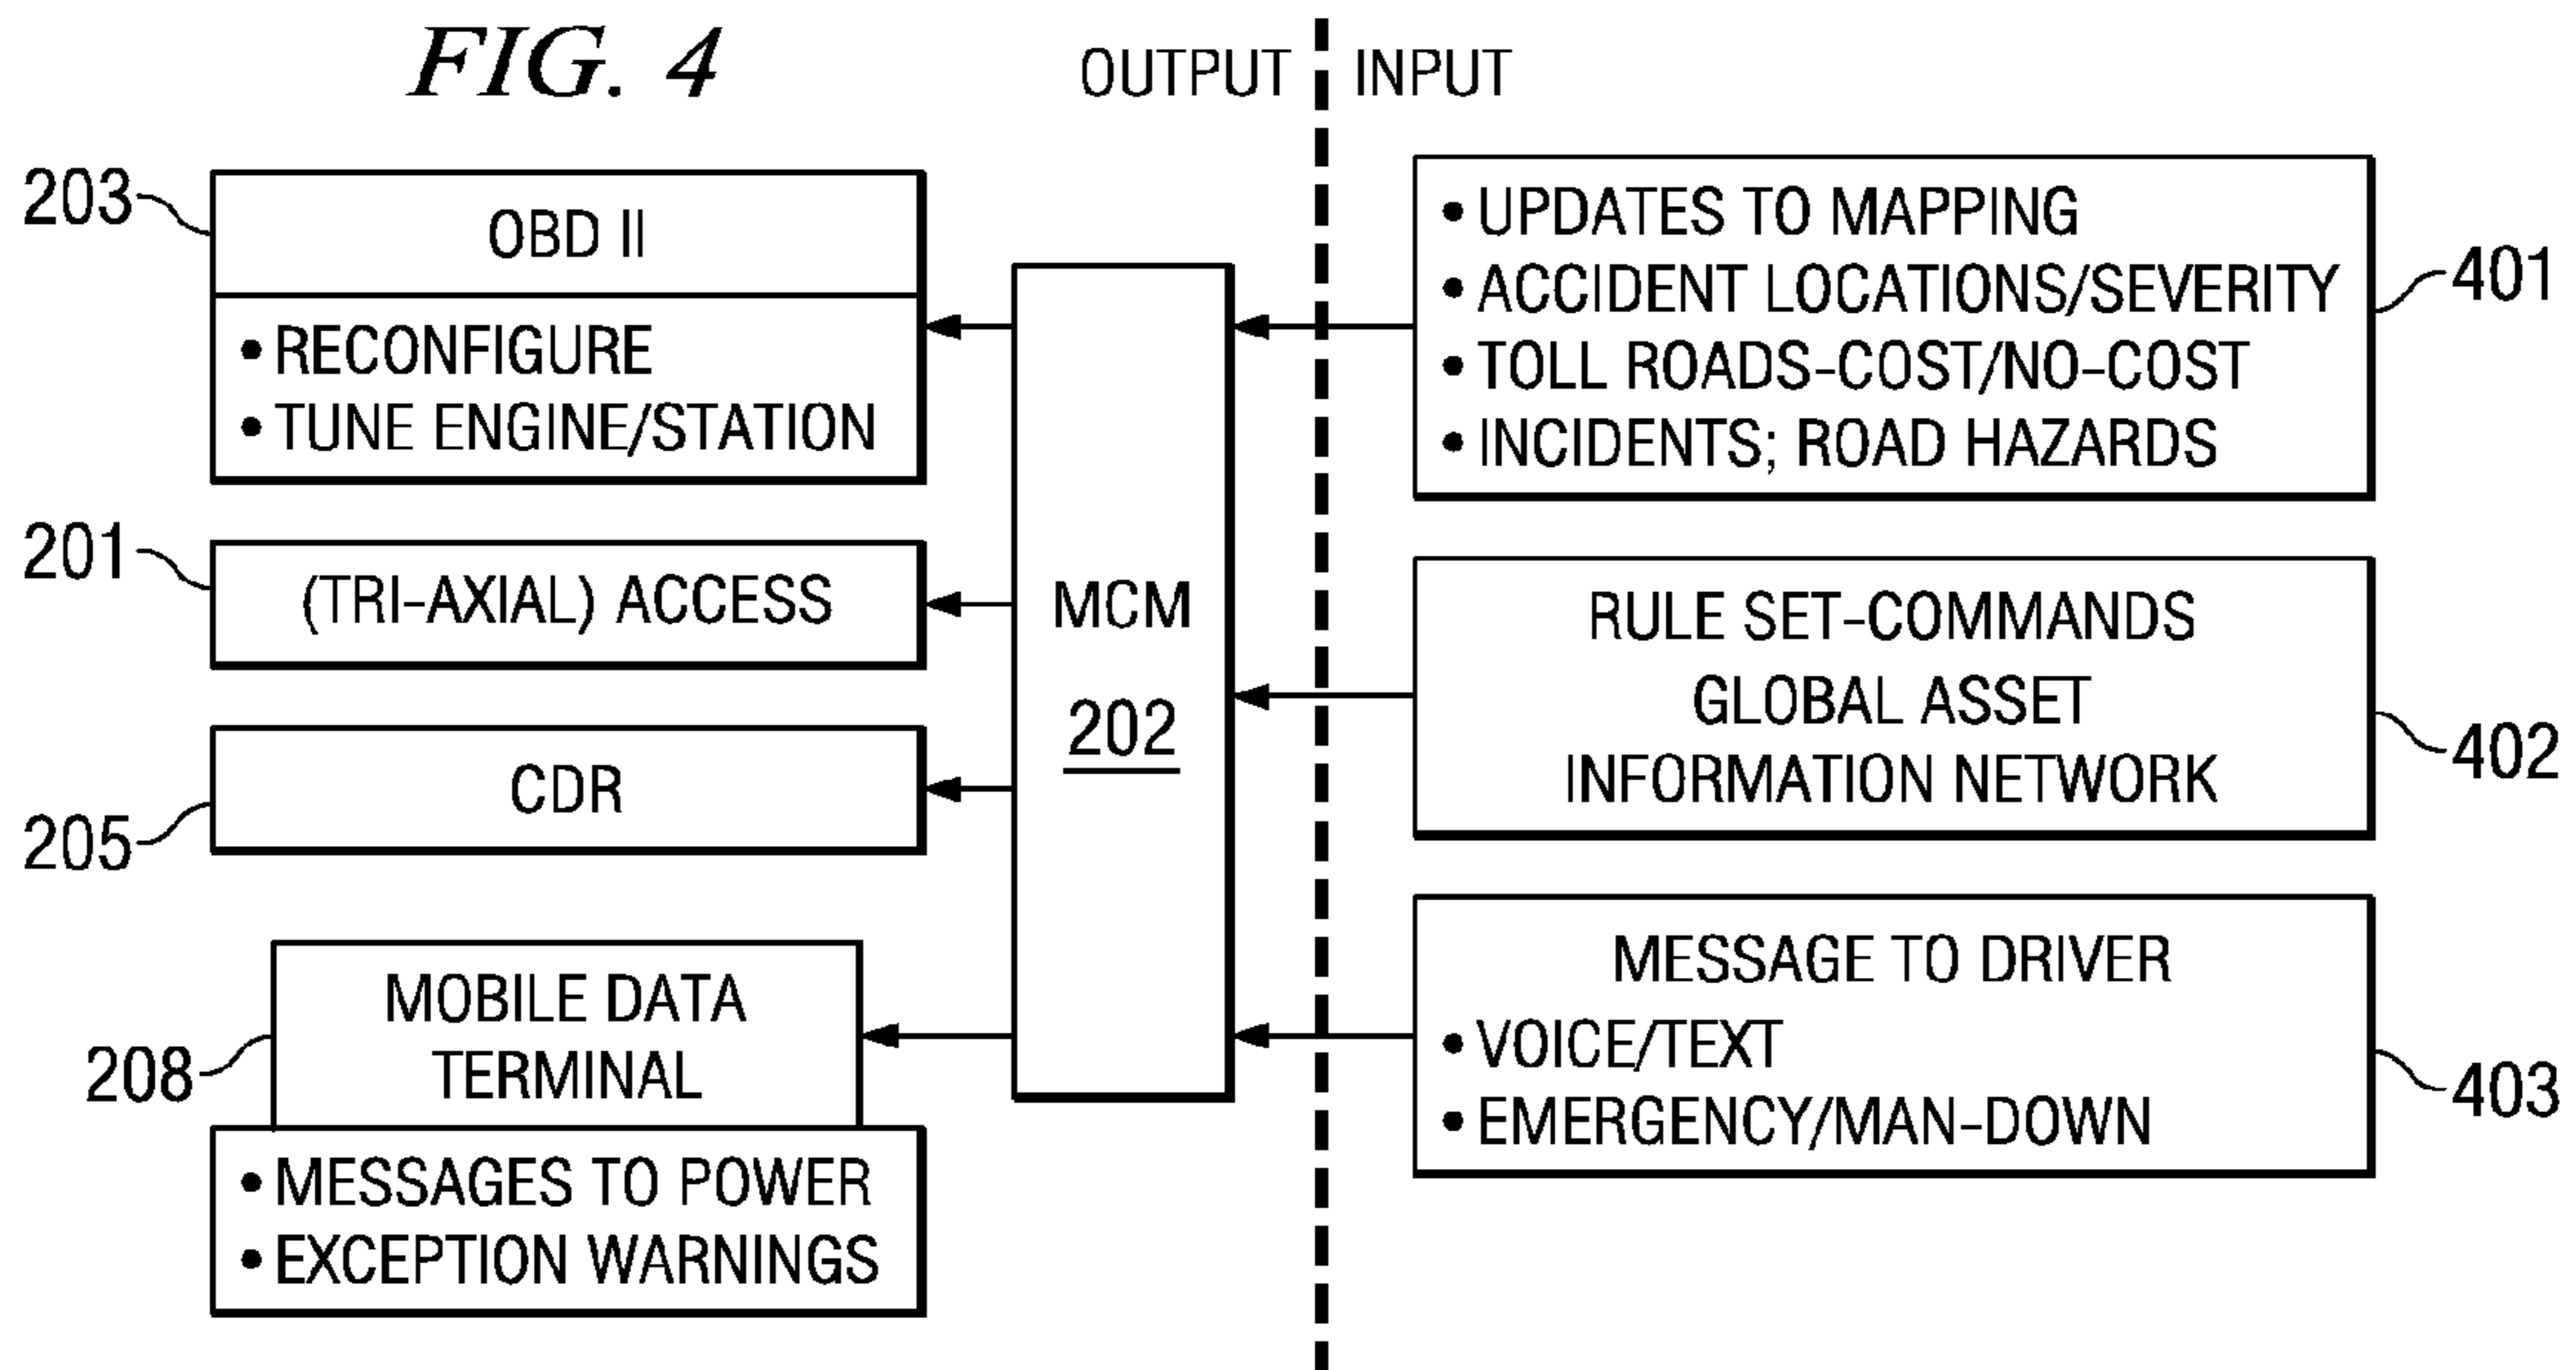 FIG. 4
OUTPUT
INPUT
203
OBD II
• RECONFIGURE
• TUNE ENGINE/STATION
201
(TRI-AXIAL) ACCESS
205
CDR
208
MOBILE DATA
TERMINAL
• MESSAGES TO POWER
• EXCEPTION WARNINGS
MCM
202
• UPDATES TO MAPPING
• ACCIDENT LOCATIONS/SEVERITY
• TOLL ROADS-COST/NO-COST
• INCIDENTS; ROAD HAZARDS
401
RULE SET-COMMANDS
GLOBAL ASSET
INFORMATION NETWORK
402
MESSAGE TO DRIVER
• VOICE/TEXT
• EMERGENCY/MAN-DOWN
403